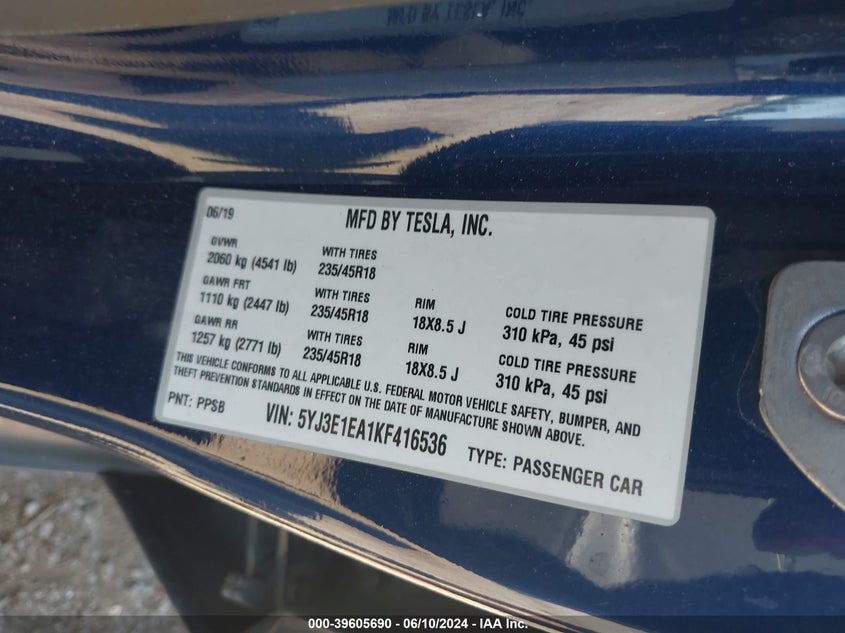 06/19
MFD BY TESLA, INC.
GVWR
2060 kg (4541 lb)
WITH TIRES
235/45R18
GAWR FRT
1110 kg (2447 lb)
WITH TIRES
235/45R18
RIM
18X8.5 J
COLD TIRE PRESSURE
310 kPa, 45 psi
GAWR RR
1257 kg (2771 lb)
WITH TIRES
235/45R18
RIM
18X8.5 J
COLD TIRE PRESSURE
310 kPa, 45 psi
THIS VEHICLE CONFORMS TO ALL APPLICABLE U.S. FEDERAL MOTOR VEHICLE SAFETY, BUMPER, AND
THEFT PREVENTION STANDARDS IN EFFECT ON THE DATE OF MANUFACTURE SHOWN ABOVE.
PNT: PPSB
VIN: 5YJ3E1EA1KF416536
TYPE: PASSENGER CAR
000-39605690 - 06/10/2024 - IAA Inc.